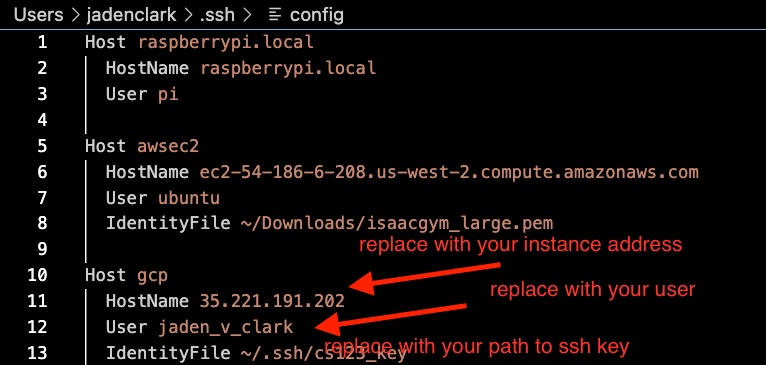 Users > jadenclark > .ssh > config
1 Host raspberrypi.local
2 HostName raspberrypi.local
3 User pi
4
5 Host awsec2
6 HostName ec2-54-186-6-208.us-west-2.compute.amazonaws.com
7 User ubuntu
8 IdentityFile ~/Downloads/isaacgym_large.pem
9
replace with your instance address
10 Host gcp
replace with your user
11 HostName 35.221.191.202
12 User jaden_v_clark
replace with your path to ssh key
13 IdentityFile ~/.ssh/cs123_key